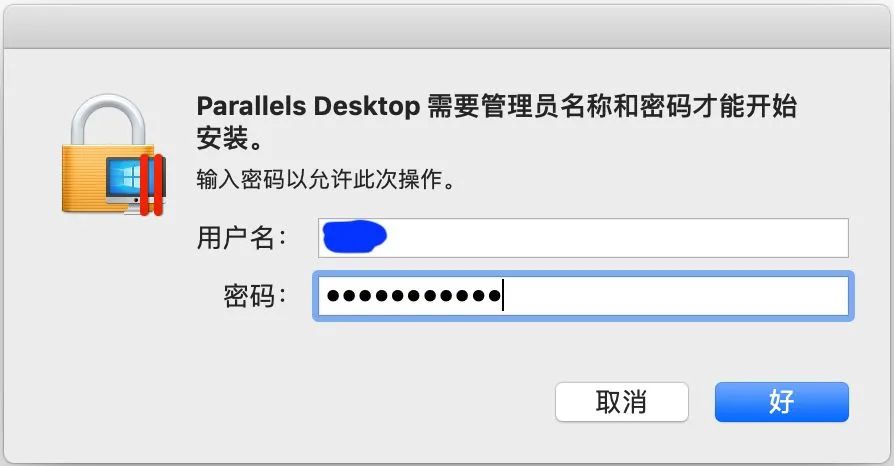 Parallels Desktop 需要管理员名称和密码才能开始
安装。
输入密码以允许此次操作。
用户名：
密码： ●●●●●●●●●●●
取消 好